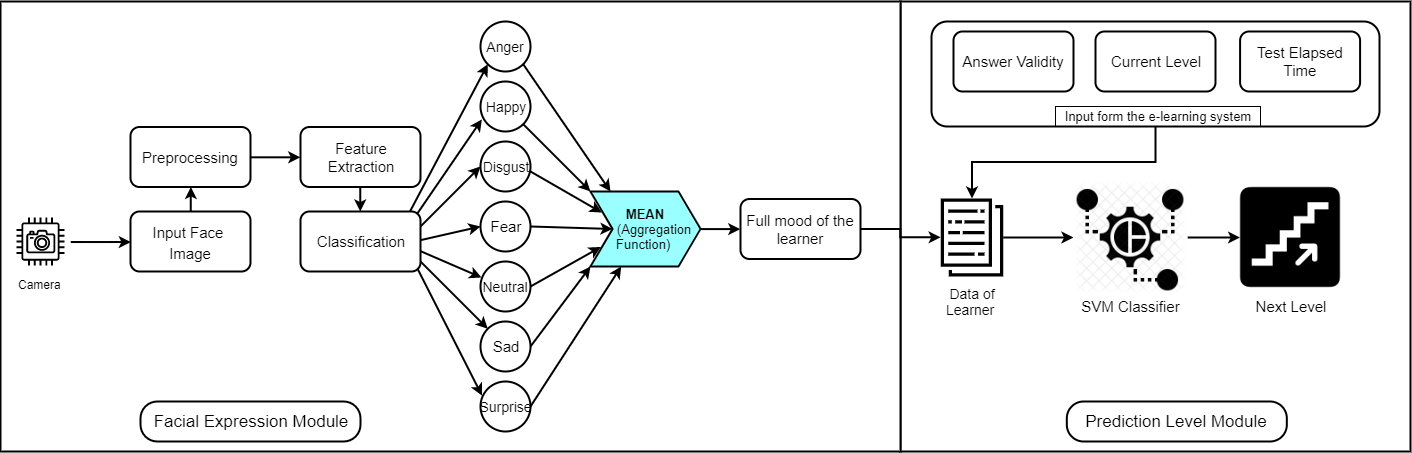 Camera
Input Face
Image
Preprocessing
Feature
Extraction
Classification
Anger
Happy
Disgust
Fear
Neutral
Sad
Surprise
MEAN
(Aggregation
Function)
Full mood of the
learner
Facial Expression Module
Answer Validity
Current Level
Test Elapsed
Time
Input form the e-learning system
Data of
Learner
SVM Classifier
Next Level
Prediction Level Module